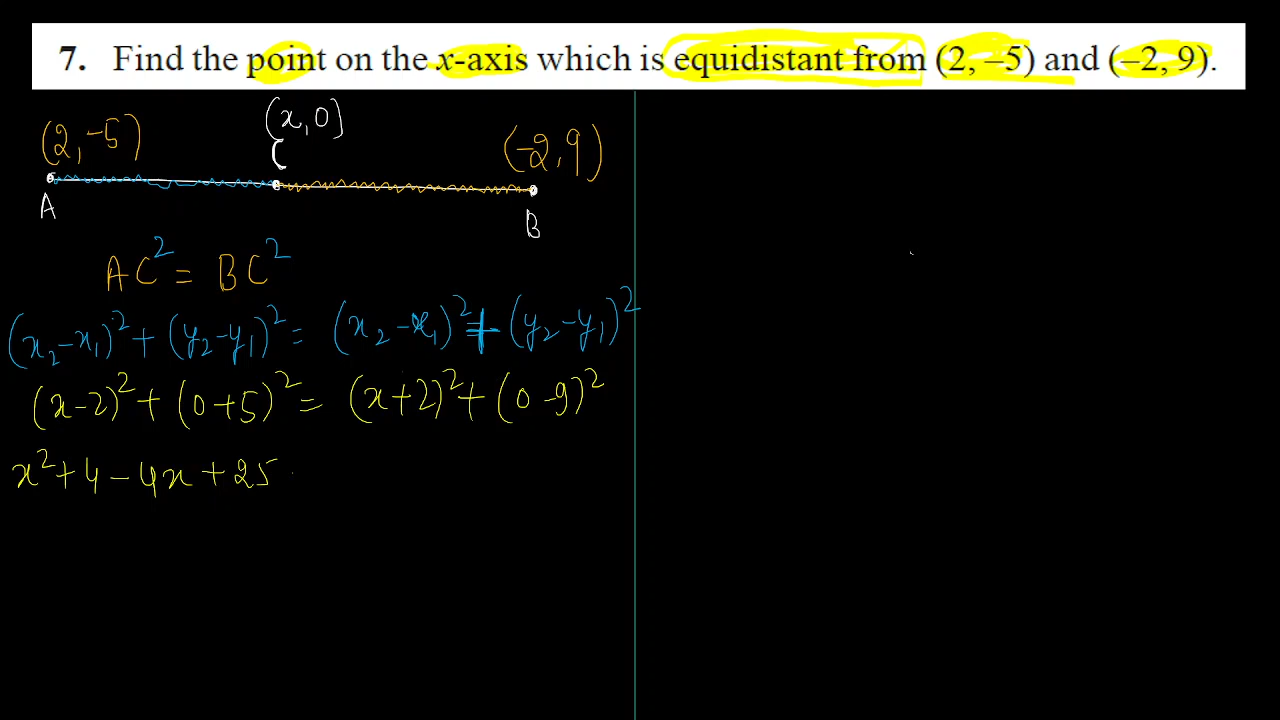 7. Find the point on the x-axis which is equidistant from (2, –5) and (–2, 9).
(x, 0)
(2, -5) C (-2, 9)
A B
AC² = BC²
(x₂-x₁)² + (y₂-y₁)² = (x₂-x₁)² + (y₂-y₁)²
(x-2)² + (0+5)² = (x+2)² + (0-9)²
x² + 4 - 4x + 25